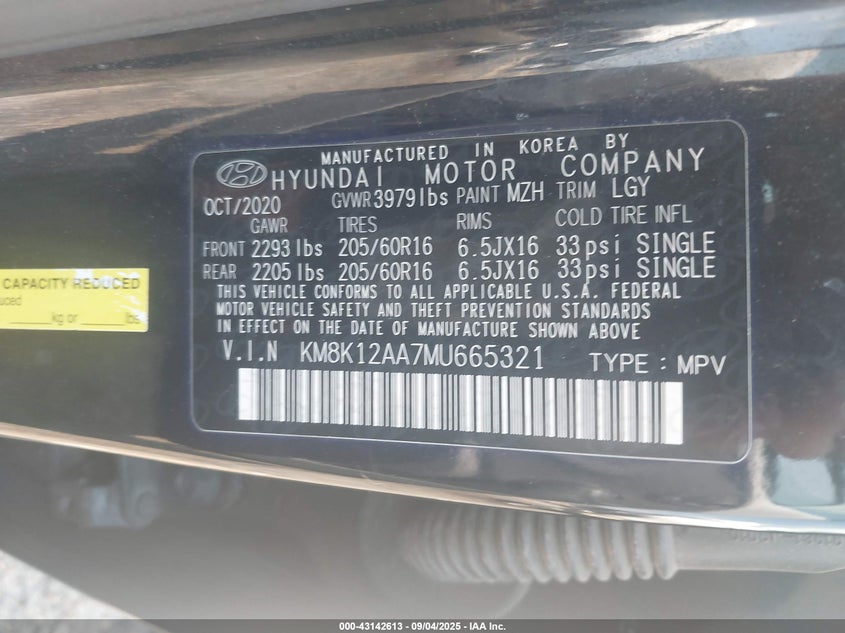 MANUFACTURED IN KOREA BY
HYUNDAI MOTOR COMPANY
OCT/2020 GVWR 3979lbs PAINT MZH TRIM LGY
GAWR TIRES RIMS COLD TIRE INFL
FRONT 2293 lbs 205/60R16 6.5JX16 33psi SINGLE
REAR 2205 lbs 205/60R16 6.5JX16 33psi SINGLE
THIS VEHICLE CONFORMS TO ALL APPLICABLE U.S.A. FEDERAL
MOTOR VEHICLE SAFETY AND THEFT PREVENTION STANDARDS
IN EFFECT ON THE DATE OF MANUFACTURE SHOWN ABOVE
V.I.N KM8K12AA7MU665321 TYPE : MPV
CAPACITY REDUCED
uced
kg or lbs
000-43142613 - 09/04/2025 - IAA Inc.